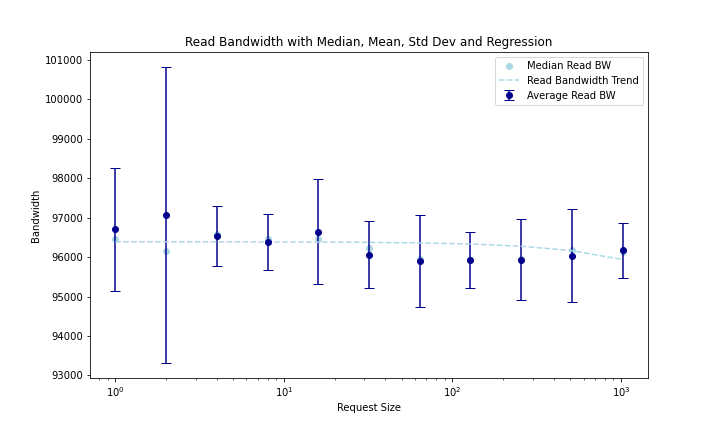 Read Bandwidth with Median, Mean, Std Dev and Regression
101000
100000
99000
98000
97000
96000
95000
94000
93000
Bandwidth
Median Read BW
Read Bandwidth Trend
Average Read BW
10⁰
10¹
10²
10³
Request Size